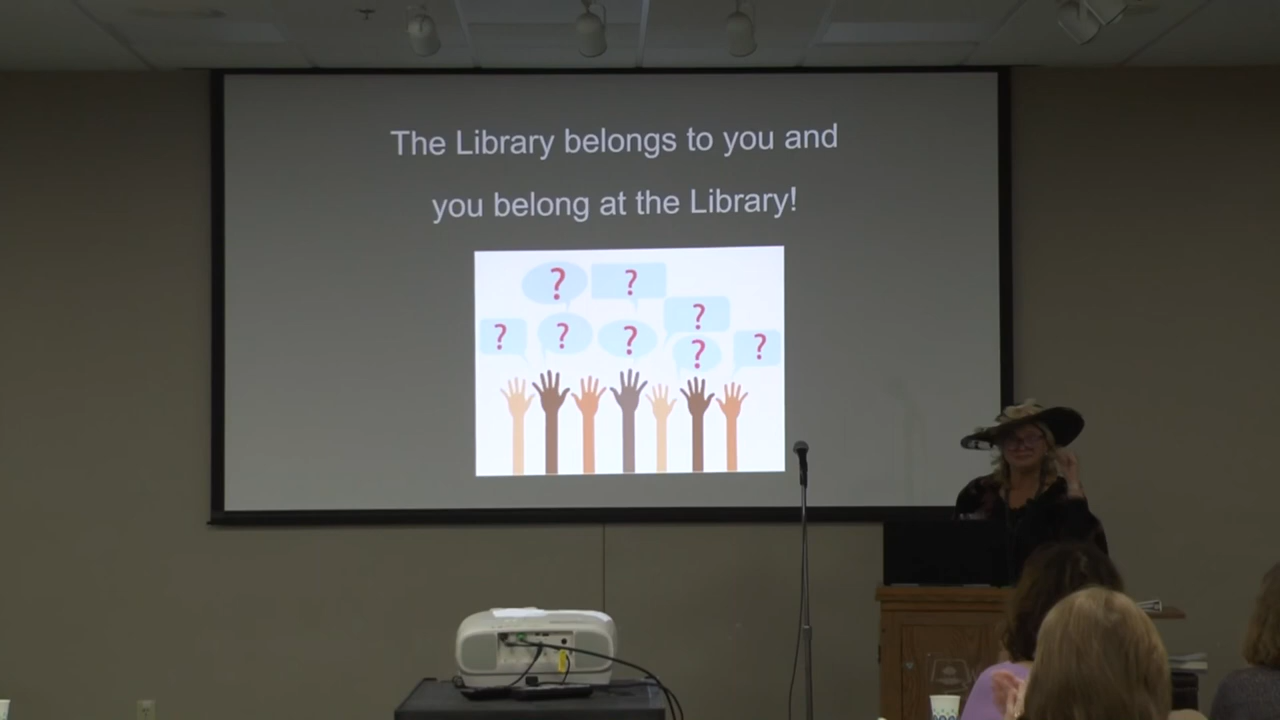 The Library belongs to you and
you belong at the Library!
? ?
?
? ? ? ? ?
?